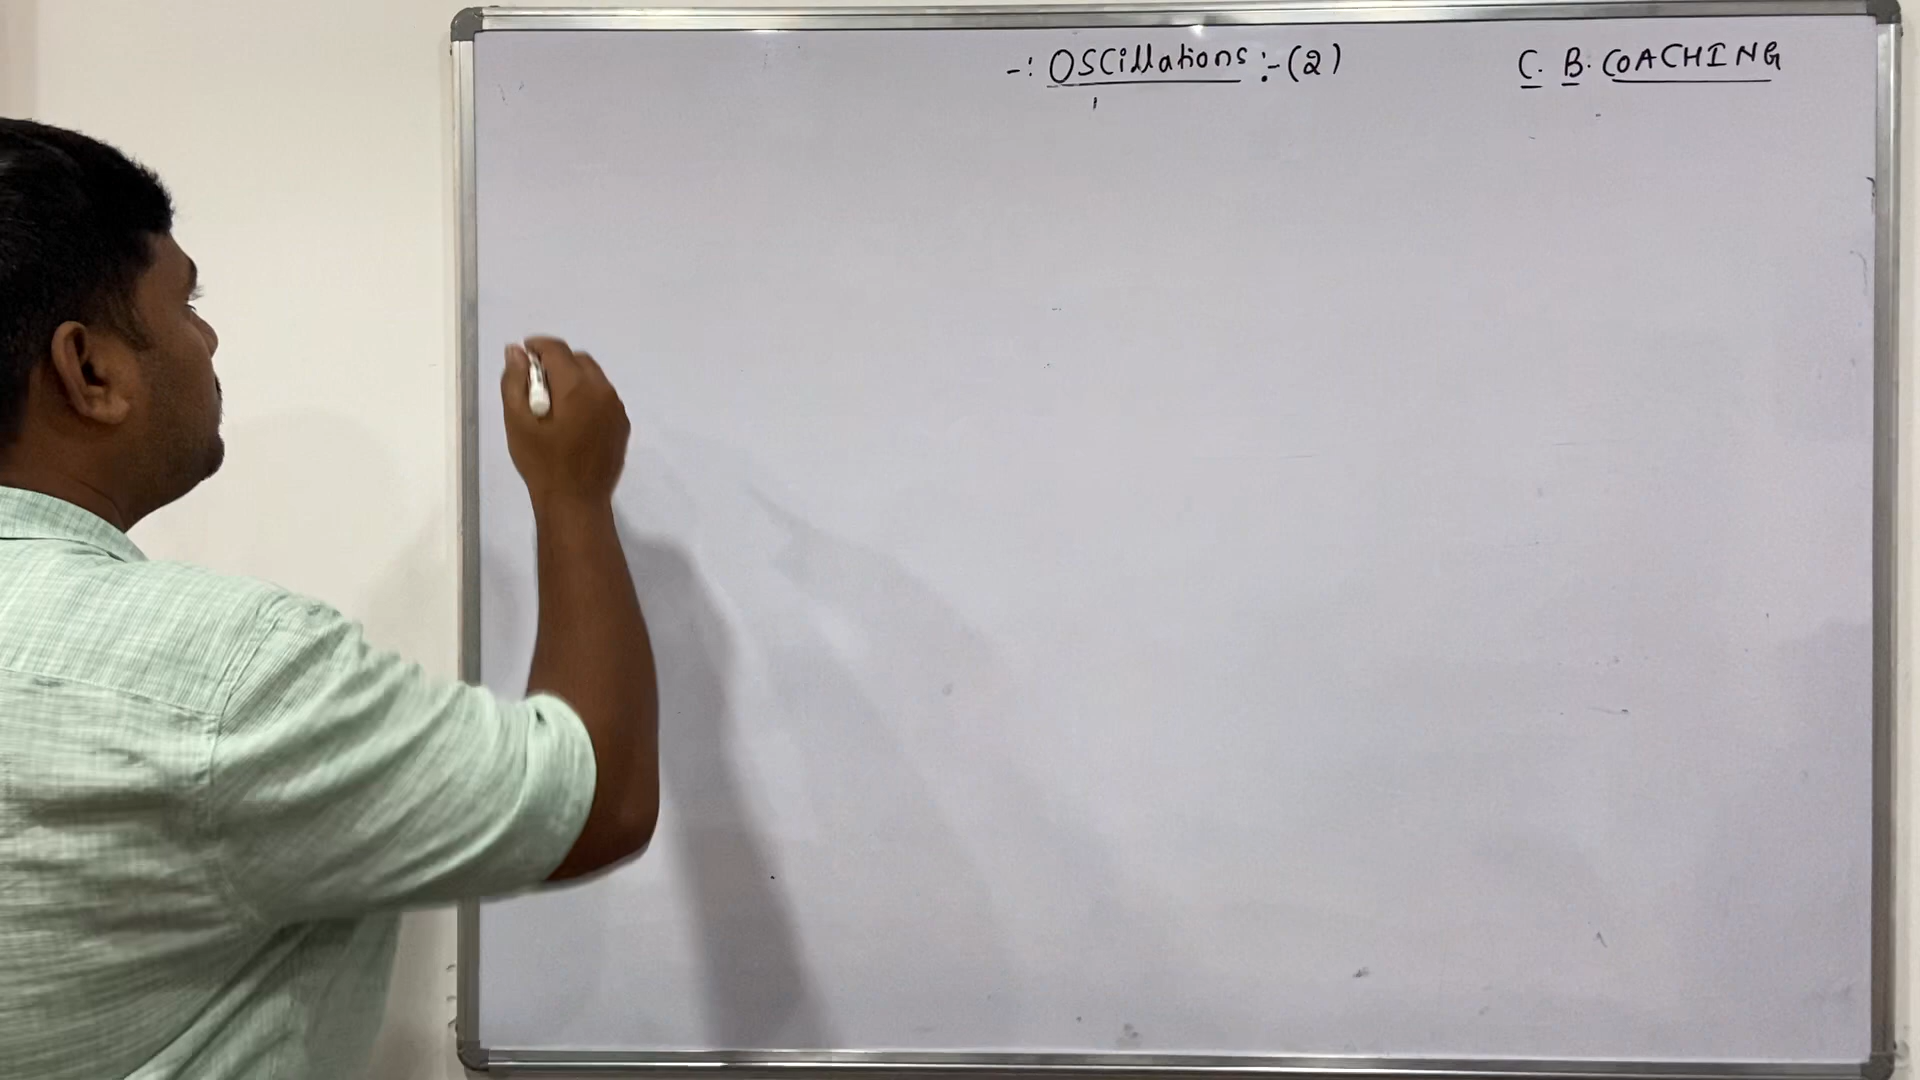 -: Oscillations :- (2)
C. B. COACHING